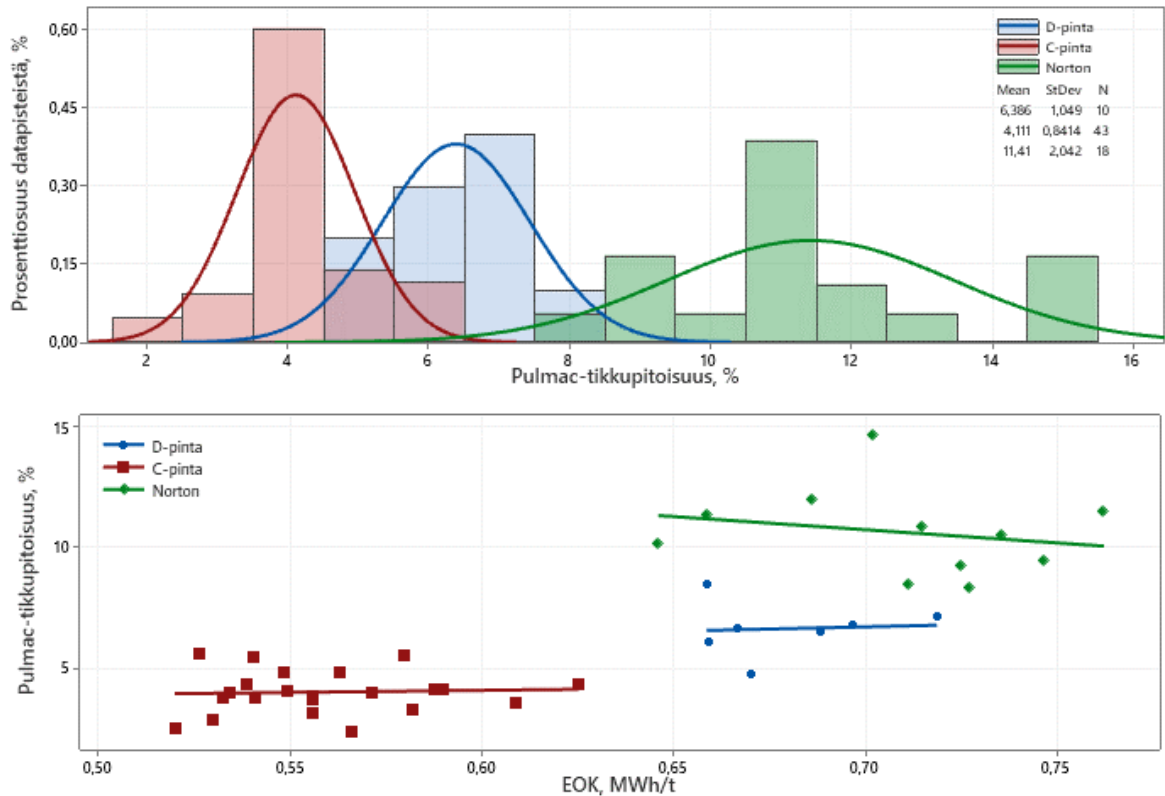 Prosenttiosuus datapisteistä, %
0,60
0,45
0,30
0,15
0,00
D-pinta
C-pinta
Norton
Mean StDev N
6,386 1,049 10
4,111 0,8414 43
11,41 2,042 18
2 4 6 8 10 12 14 16
Pulmac-tikkupitoisuus, %
Pulmac-tikkupitoisuus, %
15
10
5
D-pinta
C-pinta
Norton
0,50 0,55 0,60 0,65 0,70 0,75
EOK, MWh/t